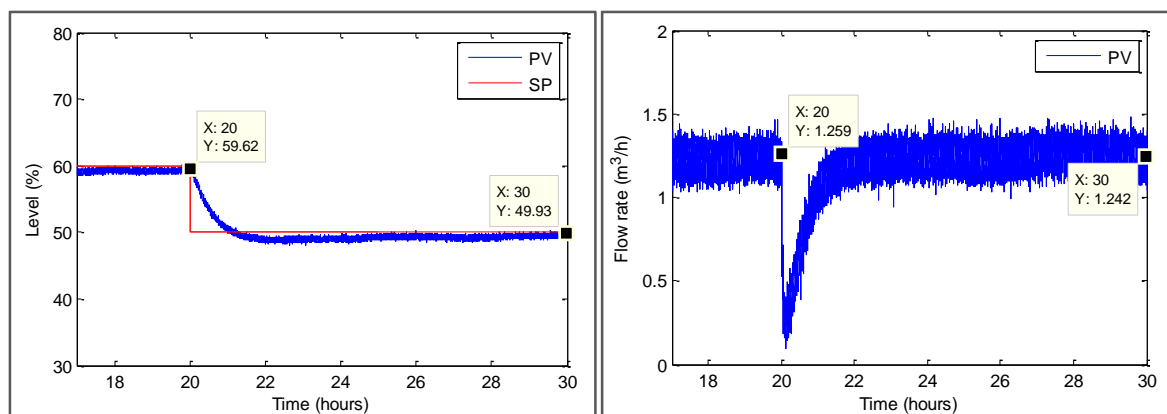 80
70
60
50
40
30
Level (%)
18 20 22 24 26 28 30
Time (hours)
PV
SP
X: 20
Y: 59.62
X: 30
Y: 49.93
2
1.5
1
0.5
0
Flow rate (m³/h)
18 20 22 24 26 28 30
Time (hours)
PV
X: 20
Y: 1.259
X: 30
Y: 1.242